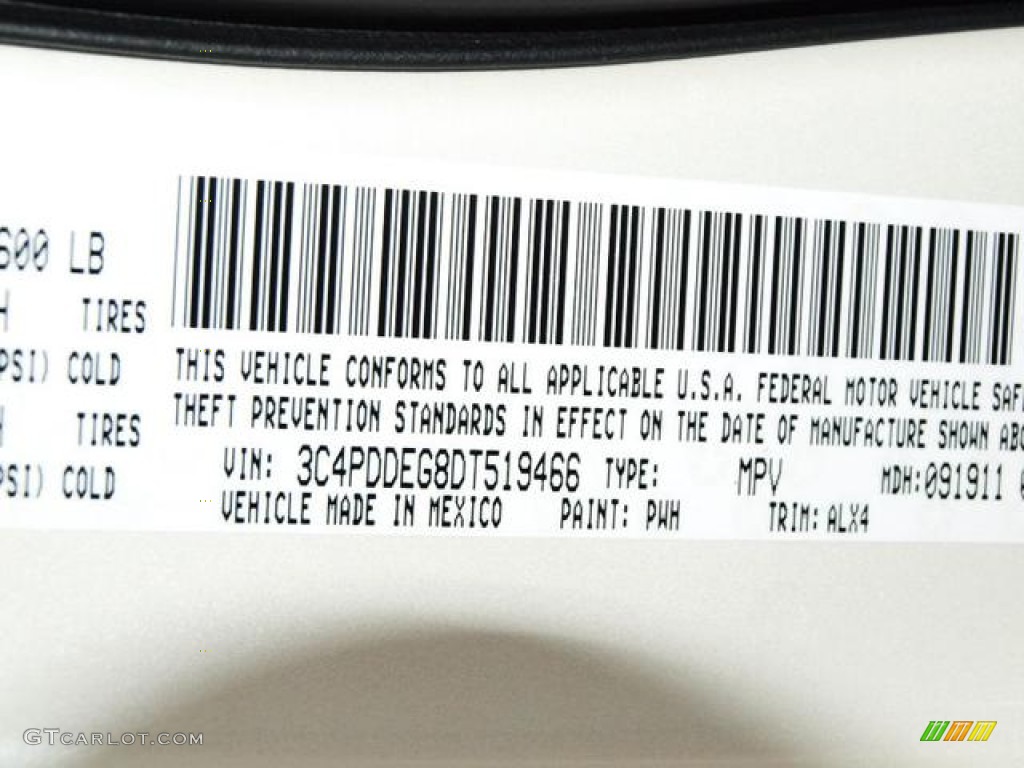 600 LB
TIRES
PSI) COLD
TIRES
PSI) COLD
THIS VEHICLE CONFORMS TO ALL APPLICABLE U.S.A. FEDERAL MOTOR VEHICLE SAF
THEFT PREVENTION STANDARDS IN EFFECT ON THE DATE OF MANUFACTURE SHOWN ABO
VIN: 3C4PDDEG8DT519466 TYPE: MPV MDH:091911
VEHICLE MADE IN MEXICO PAINT: PWH TRIM: ALX4
GTCARLOT.COM